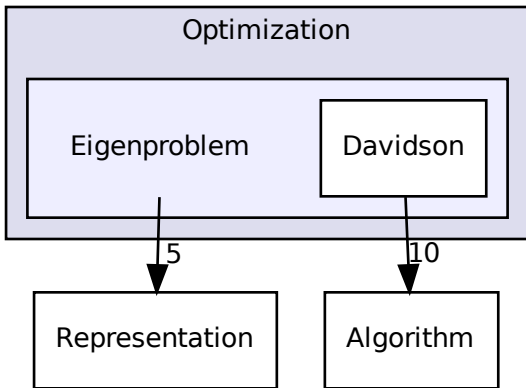 Optimization
Eigenproblem
Davidson
5
10
Representation
Algorithm